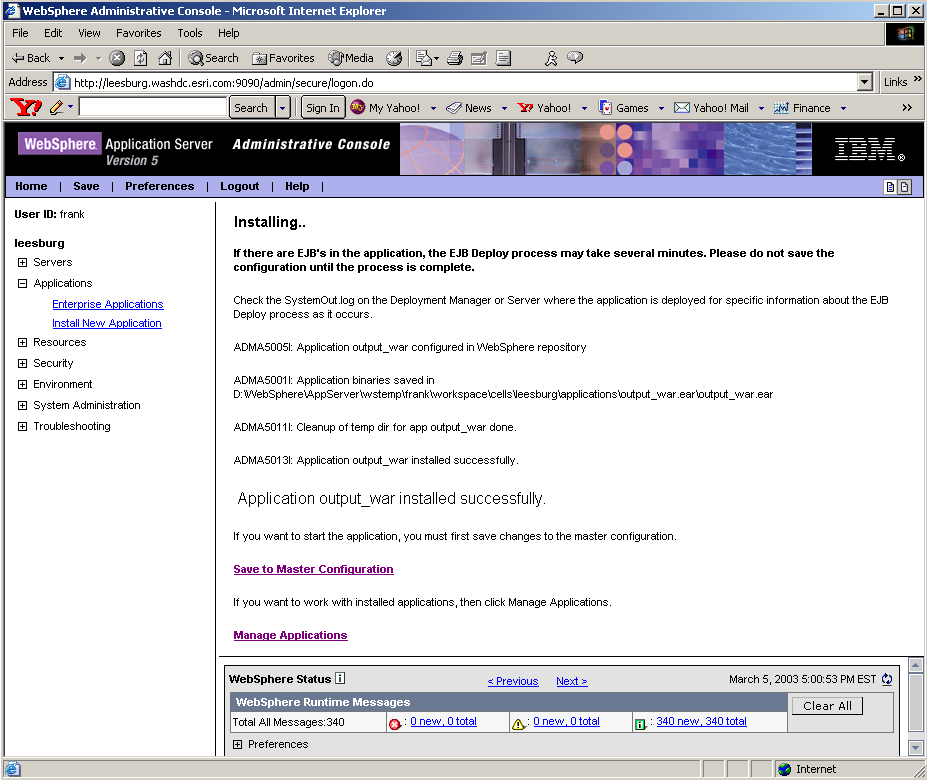 WebSphere Administrative Console - Microsoft Internet Explorer
File Edit View Favorites Tools Help
Back Search Favorites Media
Address http://leesburg.washdc.esri.com:9090/admin/secure/logon.do Links »
Y! Search Sign In My Yahoo! News Yahoo! Games Yahoo! Mail Finance »
WebSphere. Application Server Administrative Console IBM®
Version 5
Home | Save | Preferences | Logout | Help |
User ID: frank
leesburg
Servers
Applications
Enterprise Applications
Install New Application
Resources
Security
Environment
System Administration
Troubleshooting
Installing..
If there are EJB's in the application, the EJB Deploy process may take several minutes. Please do not save the
configuration until the process is complete.
Check the SystemOut.log on the Deployment Manager or Server where the application is deployed for specific information about the EJB
Deploy process as it occurs.
ADMA5005I: Application output_war configured in WebSphere repository
ADMA5001I: Application binaries saved in
D:\WebSphere\AppServer\wstemp\frank\workspace\cells\leesburg\applications\output_war.ear\output_war.ear
ADMA5011I: Cleanup of temp dir for app output_war done.
ADMA5013I: Application output_war installed successfully.
Application output_war installed successfully.
If you want to start the application, you must first save changes to the master configuration.
Save to Master Configuration
If you want to work with installed applications, then click Manage Applications.
Manage Applications
WebSphere Status i < Previous Next > March 5, 2003 5:00:53 PM EST
WebSphere Runtime Messages Clear All
Total All Messages:340 : 0 new, 0 total : 0 new, 0 total : 340 new, 340 total
Preferences
Internet